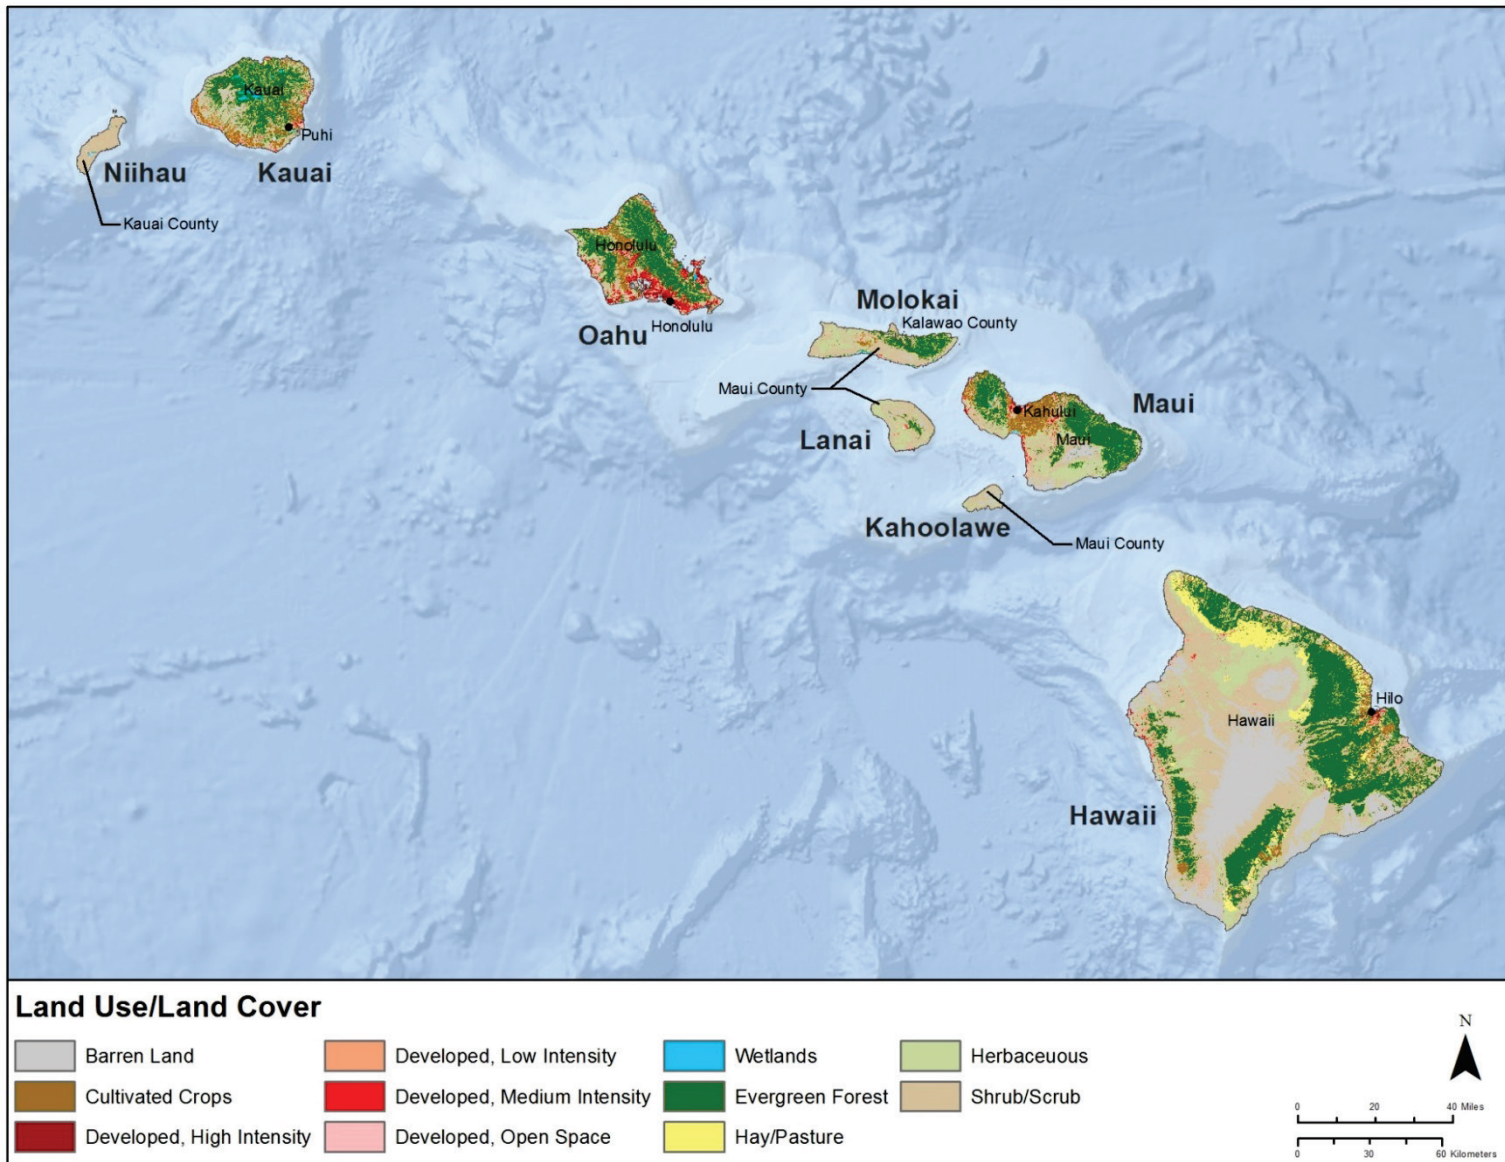 Kauai
Puhi
Niihau
Kauai
Kauai County
Honolulu
Honolulu
Oahu
Molokai
Kalawao County
Maui County
Lanai
Kahului
Maui
Maui
Kahoolawe
Maui County
Hilo
Hawaii
Hawaii
Land Use/Land Cover
Barren Land
Cultivated Crops
Developed, High Intensity
Developed, Low Intensity
Developed, Medium Intensity
Developed, Open Space
Wetlands
Evergreen Forest
Hay/Pasture
Herbaceuous
Shrub/Scrub
N
0 20 40 Miles
0 30 60 Kilometers